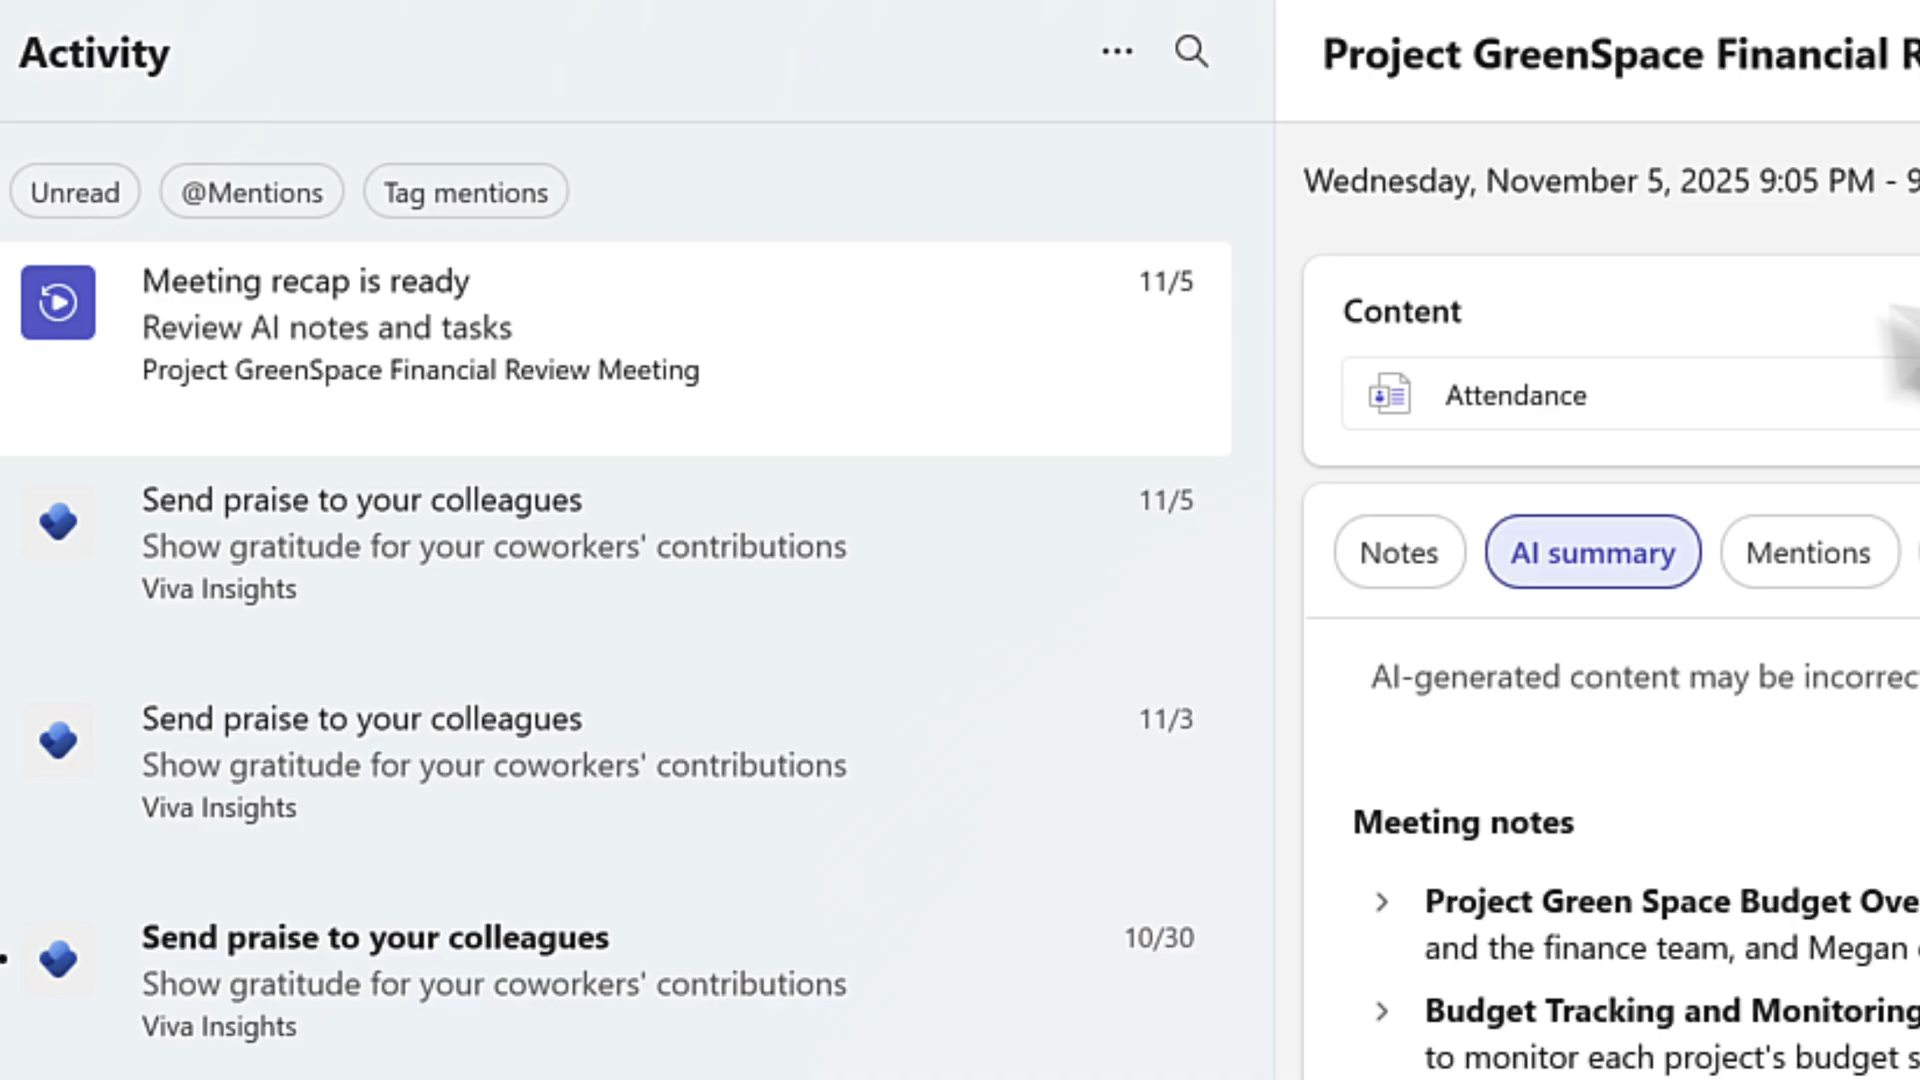 Activity
Unread
@Mentions
Tag mentions
Meeting recap is ready
11/5
Review AI notes and tasks
Project GreenSpace Financial Review Meeting
Send praise to your colleagues
11/5
Show gratitude for your coworkers' contributions
Viva Insights
Send praise to your colleagues
11/3
Show gratitude for your coworkers' contributions
Viva Insights
Send praise to your colleagues
10/30
Show gratitude for your coworkers' contributions
Viva Insights
Project GreenSpace Financial
Wednesday, November 5, 2025 9:05 PM -
Content
Attendance
Notes
AI summary
Mentions
AI-generated content may be
Meeting notes
Project Green Space Budget
and the finance team, and Megan
Budget Tracking and Monitoring
to monitor each project's budget